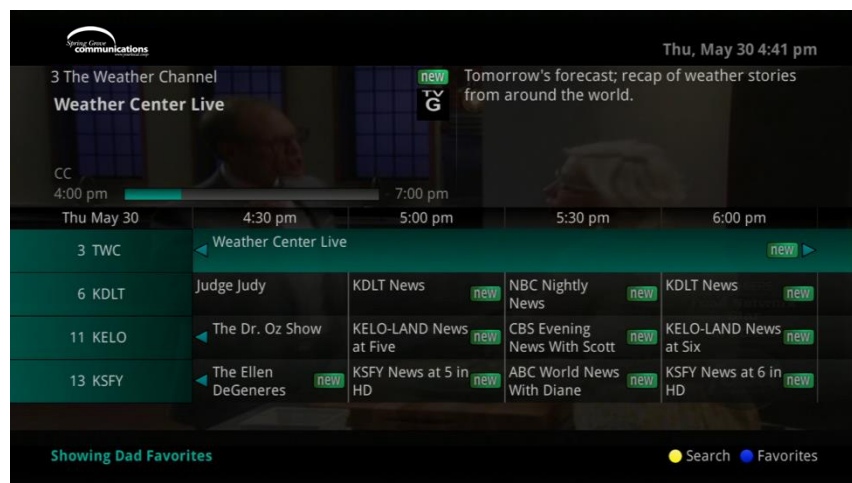 Spring Grove
communications
Thu, May 30 4:41 pm
3 The Weather Channel
new
Weather Center Live
TV
G
Tomorrow's forecast; recap of weather stories
from around the world.
CC
4:00 pm
7:00 pm
Thu May 30
4:30 pm
5:00 pm
5:30 pm
6:00 pm
3 TWC
Weather Center Live
new
6 KDLT
Judge Judy
KDLT News
new
NBC Nightly
News
new
KDLT News
new
11 KELO
The Dr. Oz Show
KELO-LAND News
at Five
new
CBS Evening
News With Scott
new
KELO-LAND News
at Six
new
13 KSFY
The Ellen
DeGeneres
new
KSFY News at 5 in
HD
new
ABC World News
With Diane
new
KSFY News at 6 in
HD
new
Showing Dad Favorites
Search
Favorites